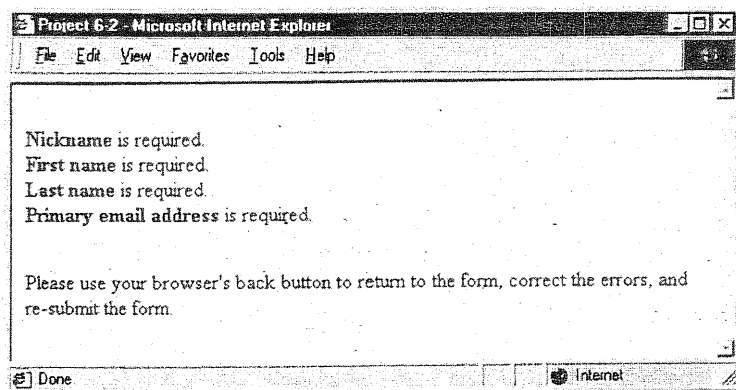 Project 6-2 - Microsoft Internet Explorer
File Edit View Favorites Tools Help
Nickname is required.
First name is required.
Last name is required.
Primary email address is required.
Please use your browser's back button to return to the form, correct the errors, and
re-submit the form.
Done Internet